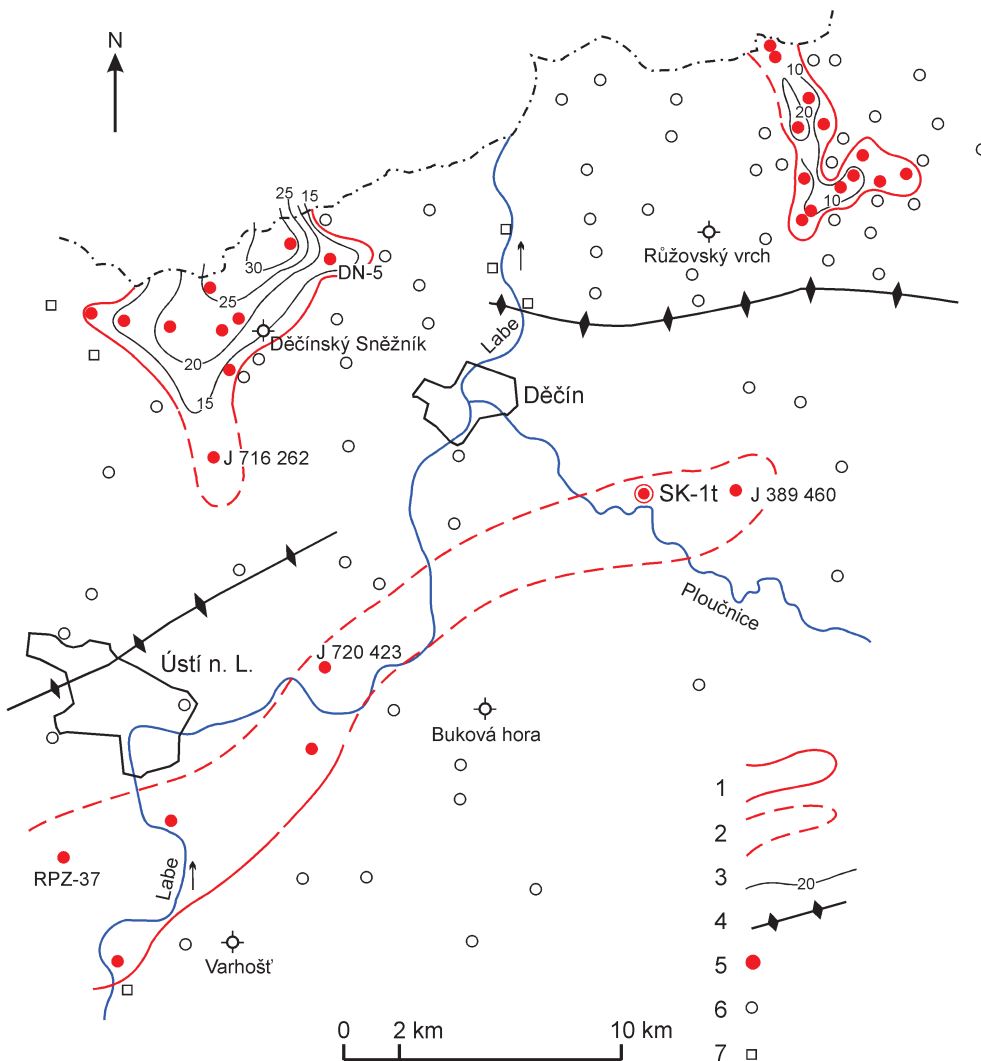 N
10
20
10
25
15
30
25
DN-5
20
15
Růžovský vrch
Děčínský Sněžník
Labe
Děčín
J 716 262
SK-1t
J 389 460
Ploučnice
Ústí n. L.
J 720 423
Buková hora
RPZ-37
Labe
Varhošť
1
2
3
20
4
5
6
7
0
2 km
10 km